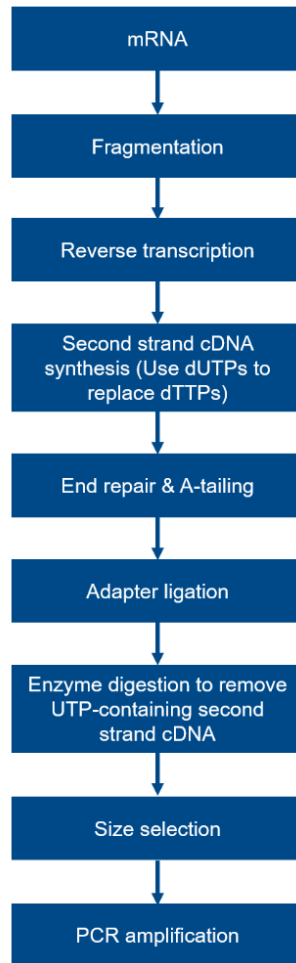 mRNA
Fragmentation
Reverse transcription
Second strand cDNA
synthesis (Use dUTPs to
replace dTTPs)
End repair & A-tailing
Adapter ligation
Enzyme digestion to remove
UTP-containing second
strand cDNA
Size selection
PCR amplification